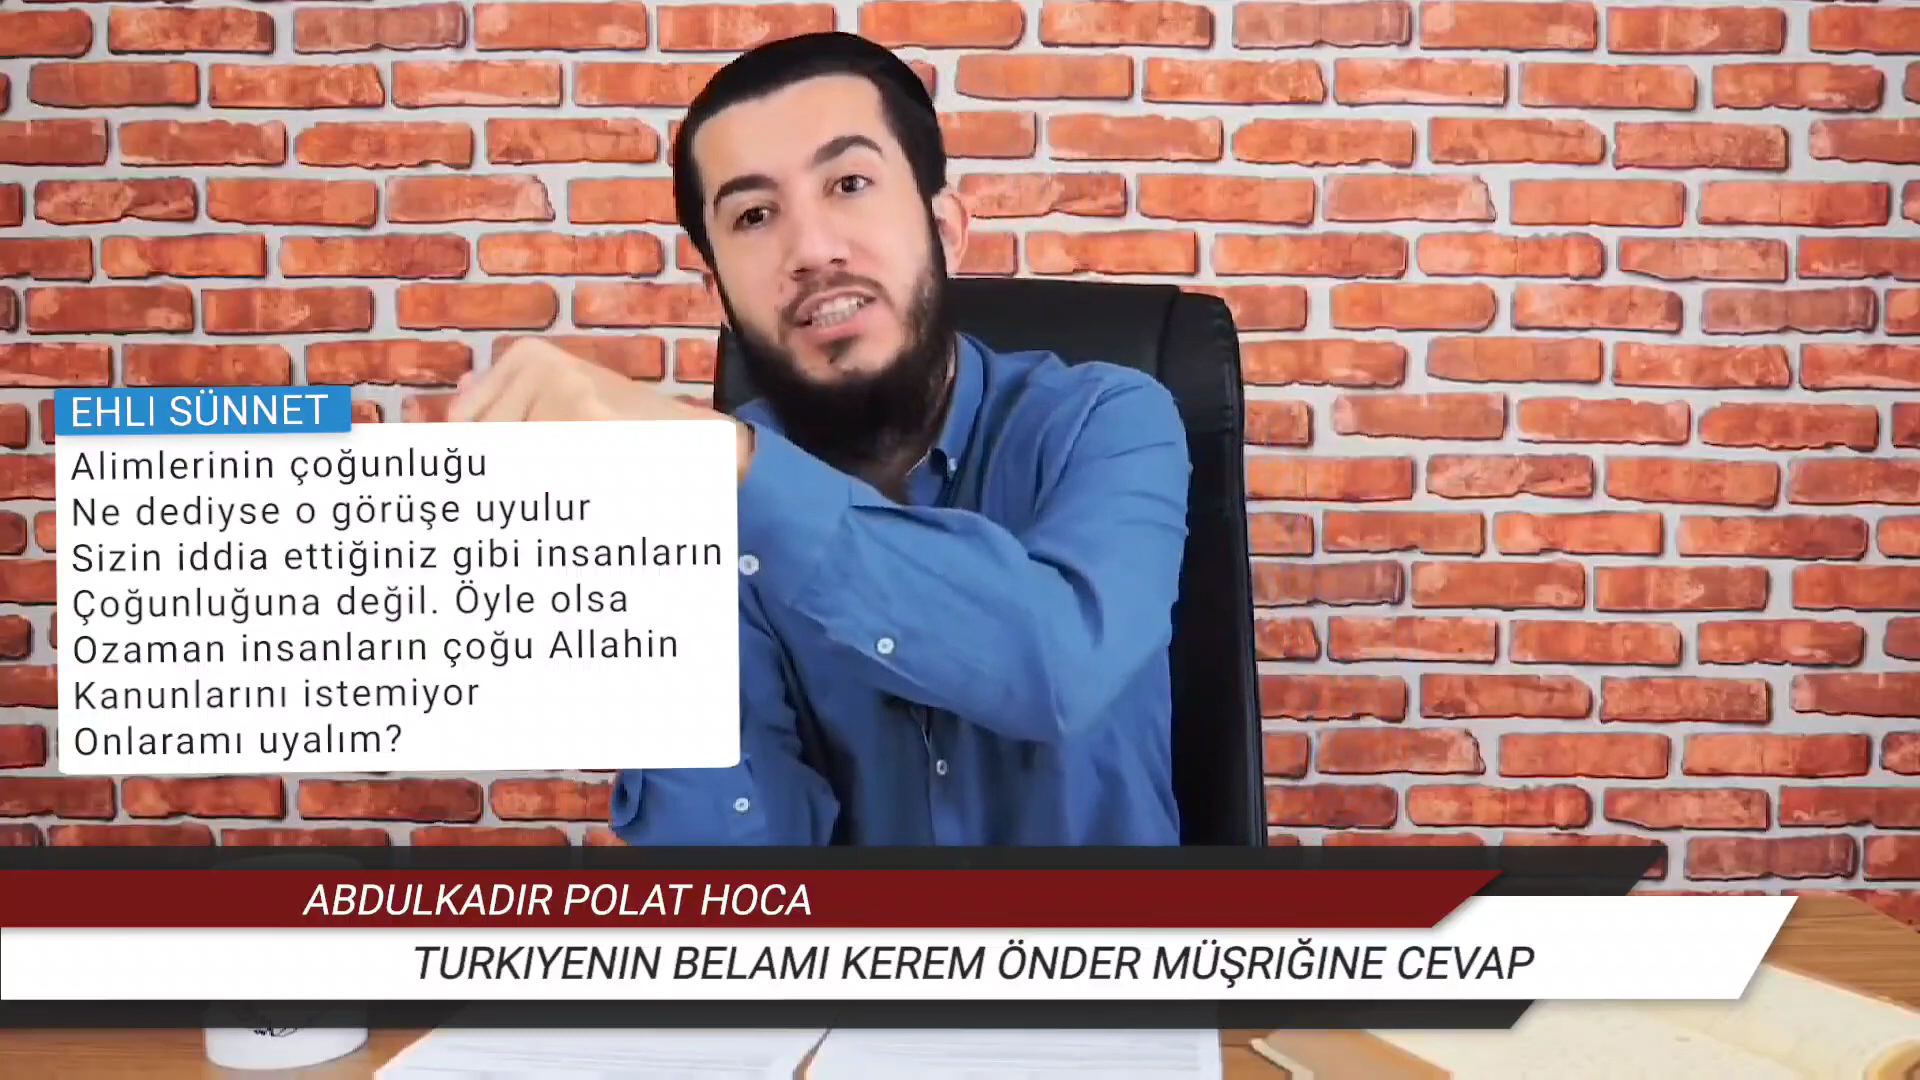 EHLI SÜNNET
Alimlerinin çoğunluğu
Ne dediyse o görüşe uyulur
Sizin iddia ettiğiniz gibi insanların
Çoğunluğuna değil. Öyle olsa
Ozaman insanların çoğu Allahin
Kanunlarını istemiyor
Onlaramı uyalım?
ABDULKADIR POLAT HOCA
TURKIYENIN BELAMI KEREM ÖNDER MÜŞRIĞINE CEVAP